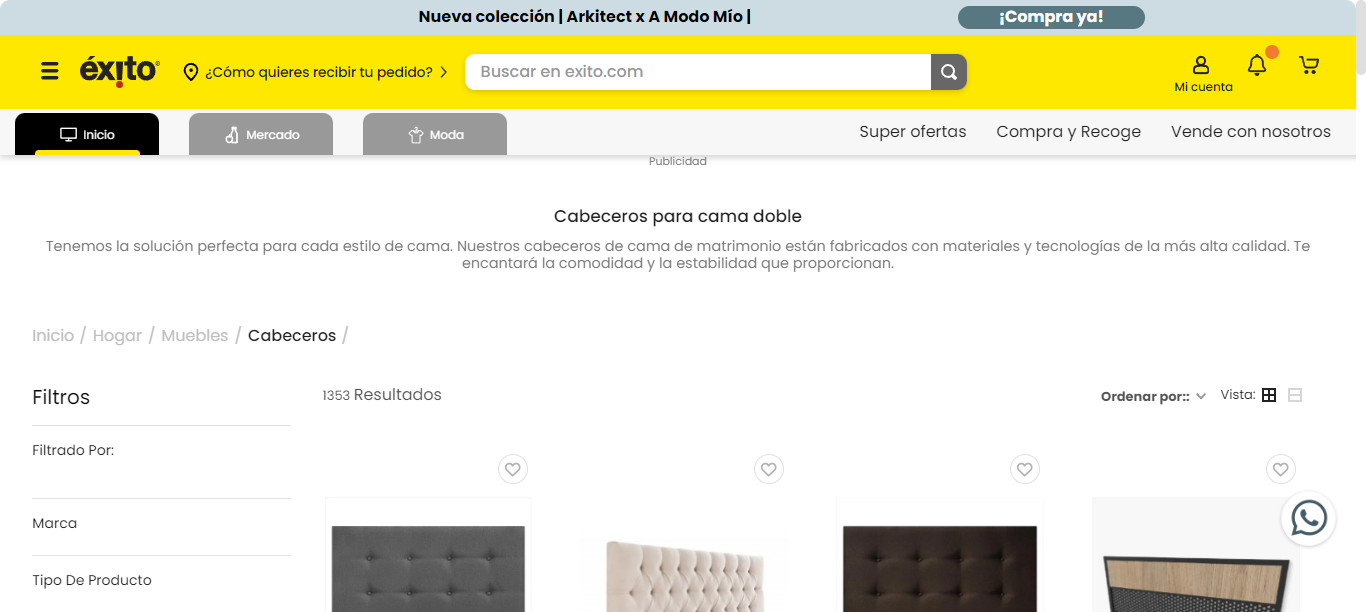 Nueva colección | Arkitect x A Modo Mío |
¡Compra ya!
éxito
¿Cómo quieres recibir tu pedido?
Buscar en exito.com
Mi cuenta
Inicio
Mercado
Moda
Super ofertas
Compra y Recoge
Vende con nosotros
Publicidad
Cabeceros para cama doble
Tenemos la solución perfecta para cada estilo de cama. Nuestros cabeceros de cama de matrimonio están fabricados con materiales y tecnologías de la más alta calidad. Te
encantará la comodidad y la estabilidad que proporcionan.
Inicio / Hogar / Muebles / Cabeceros /
Filtros
1353 Resultados
Ordenar por::
Vista:
Filtrado Por:
Marca
Tipo De Producto